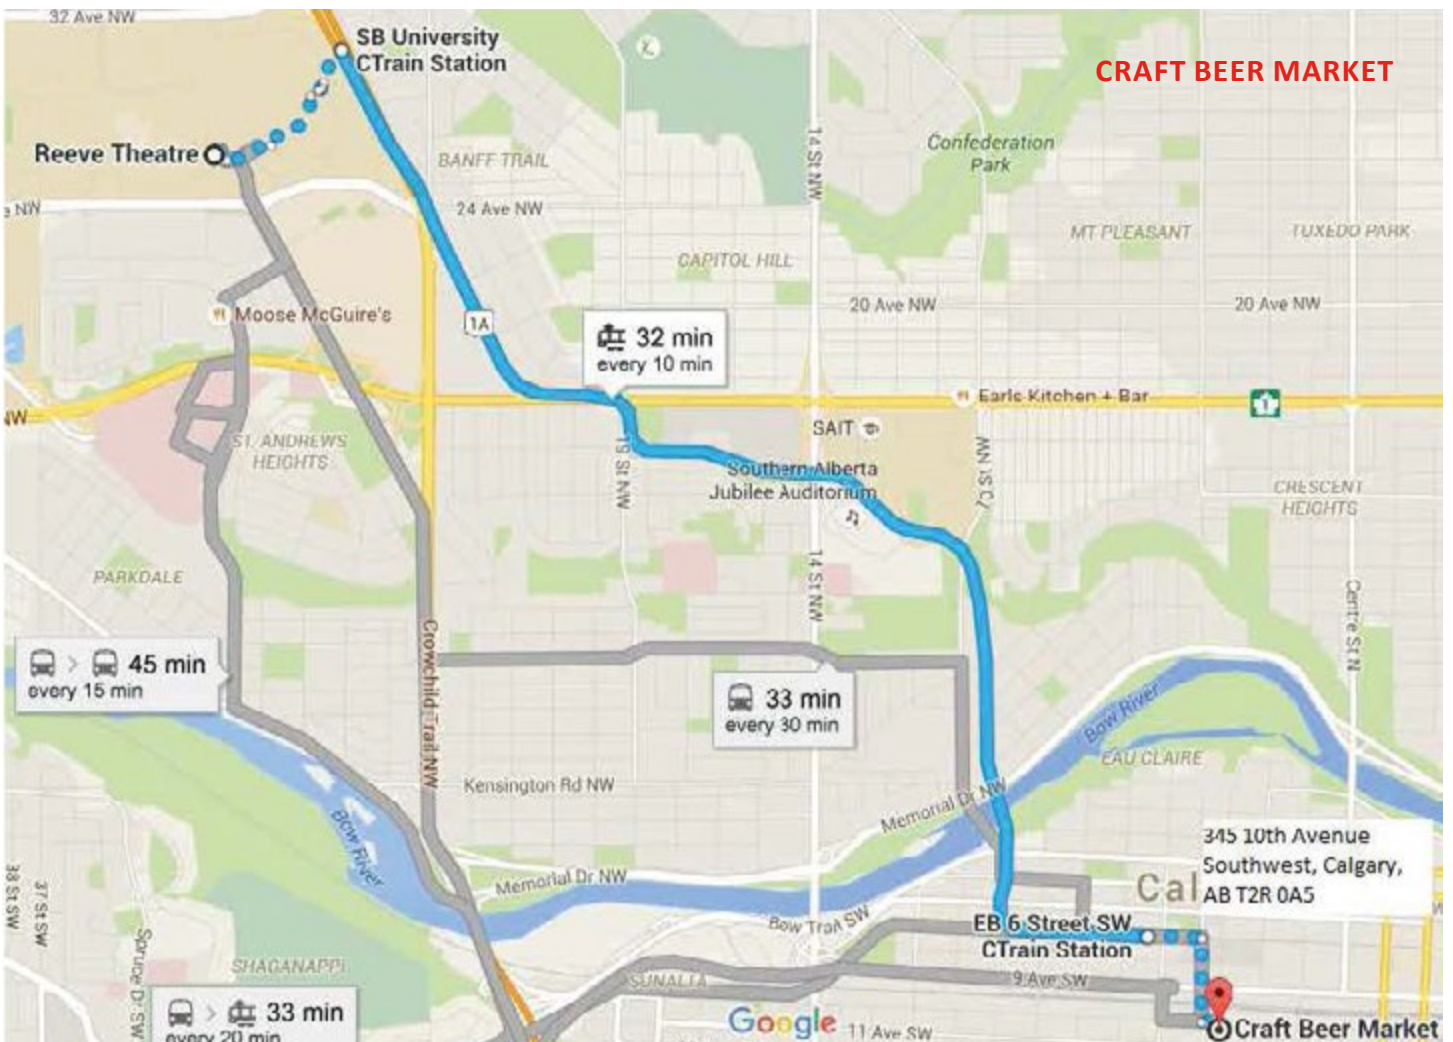 32 Ave NW
SB University
CTrain Station
CRAFT BEER MARKET
Reeve Theatre
BANFF TRAIL
14 St NW
Confederation
Park
NW
24 Ave NW
MT PLEASANT
TUXEDO PARK
CAPITOL HILL
20 Ave NW
20 Ave NW
Moose McGuire's
1A
32 min
every 10 min
Earls Kitchen + Bar
1
NW
SAIT
ST. ANDREWS
HEIGHTS
19 St NW
Southern Alberta
Jubilee Auditorium
St NW
CRESCENT
HEIGHTS
PARKDALE
14 St NW
Centre St N
Crowchild Trail NW
45 min
every 15 min
33 min
every 30 min
Bow River
EAU CLAIRE
Kensington Rd NW
Memorial Dr NW
Bow River
345 10th Avenue
Southwest, Calgary,
AB T2R 0A5
Cal
Memorial Dr NW
38 St SW
37 St SW
Bow Trail SW
EB 6 Street SW
CTrain Station
Spruce Dr SW
SHAGANAPPI
SUNALTA
9 Ave SW
33 min
every 20 min
Google
11 Ave SW
Craft Beer Market